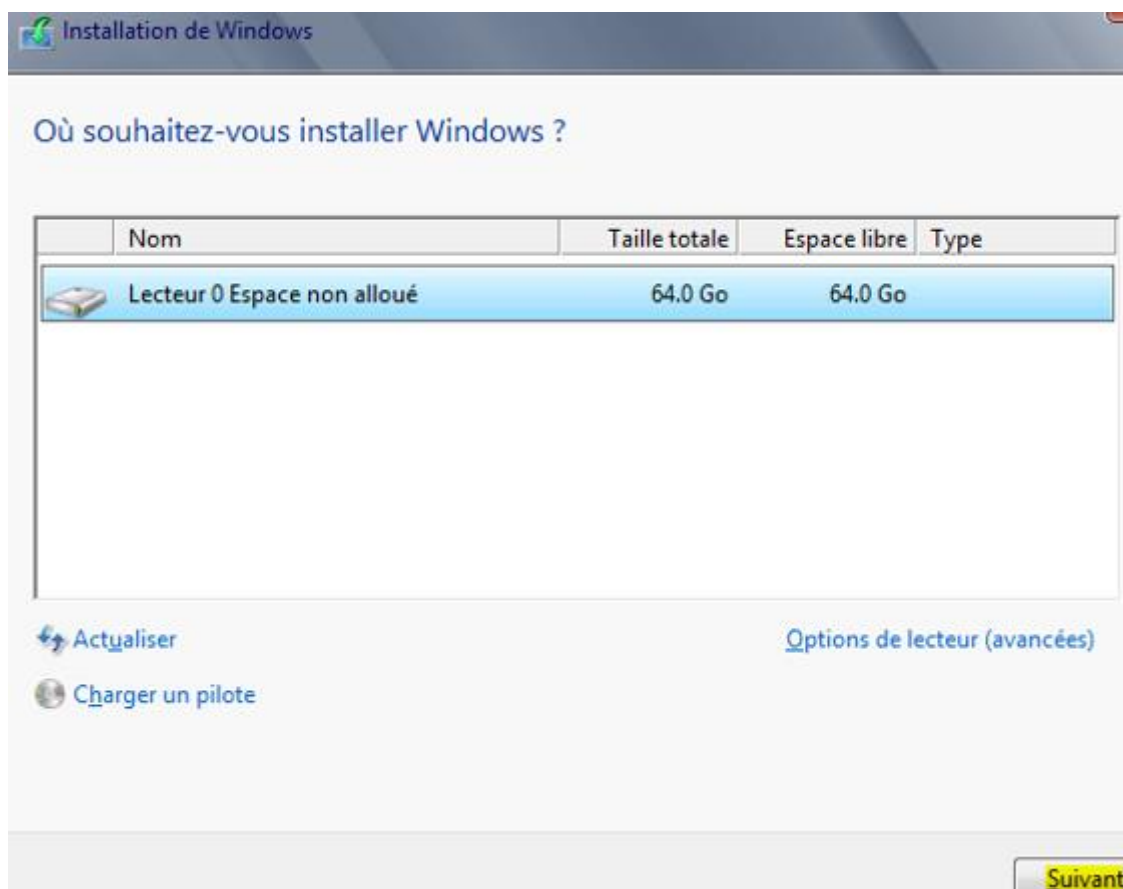 Installation de Windows
Où souhaitez-vous installer Windows ?
Nom Taille totale Espace libre Type
Lecteur 0 Espace non alloué 64.0 Go 64.0 Go
Actualiser Options de lecteur (avancées)
Charger un pilote
Suivant